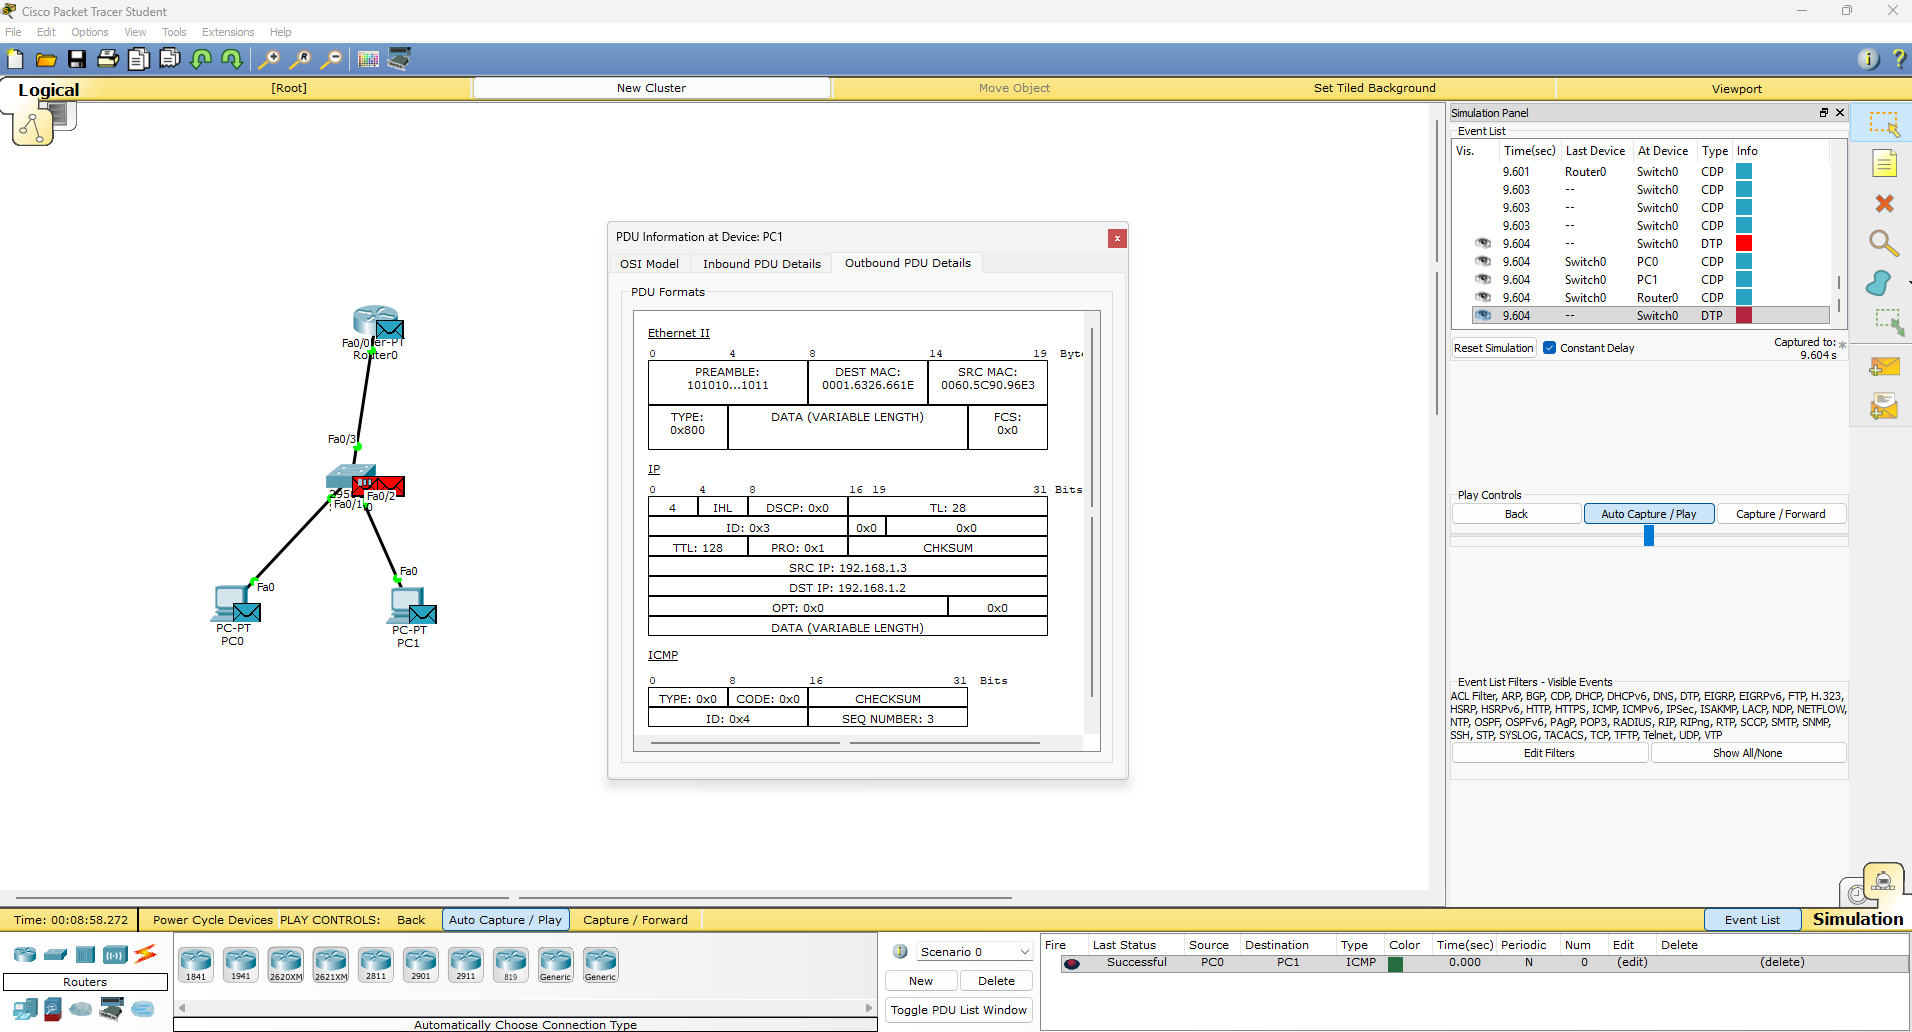 Cisco Packet Tracer Student
File Edit Options View Tools Extensions Help
Logical [Root] New Cluster Move Object Set Tiled Background Viewport
Simulation Panel
Event List
Vis. Time(sec) Last Device At Device Type Info
9.601 Router0 Switch0 CDP
9.603 -- Switch0 CDP
9.603 -- Switch0 CDP
9.603 -- Switch0 CDP
9.604 -- Switch0 DTP
9.604 Switch0 PC0 CDP
9.604 Switch0 PC1 CDP
9.604 Switch0 Router0 CDP
9.604 -- Switch0 DTP
Reset Simulation Constant Delay Captured to:
9.604 s
Play Controls
Back Auto Capture / Play Capture / Forward
Event List Filters - Visible Events
ACL Filter, ARP, BGP, CDP, DHCP, DHCPv6, DNS, DTP, EIGRP, EIGRPv6, FTP, H.323,
HSRP, HSRPv6, HTTP, HTTPS, ICMP, ICMPv6, IPSec, ISAKMP, LACP, NDP, NETFLOW,
NTP, OSPF, OSPFv6, PAgP, POP3, RADIUS, RIP, RIPng, RTP, SCCP, SMTP, SNMP,
SSH, STP, SYSLOG, TACACS, TCP, TFTP, Telnet, UDP, VTP
Edit Filters Show All/None
Fa0/0
er-PT
Router0
Fa0/3
Fa0/2
Fa0/1
Fa0
Fa0
PC-PT
PC0
PC-PT
PC1
PDU Information at Device: PC1
OSI Model Inbound PDU Details Outbound PDU Details
PDU Formats
Ethernet II
0 4 8 14 19 Byte
PREAMBLE: DEST MAC: SRC MAC:
101010...1011 0001.6326.661E 0060.5C90.96E3
TYPE: DATA (VARIABLE LENGTH) FCS:
0x800 0x0
IP
0 4 8 16 19 31 Bits
4 IHL DSCP: 0x0 TL: 28
ID: 0x3 0x0 0x0
TTL: 128 PRO: 0x1 CHKSUM
SRC IP: 192.168.1.3
DST IP: 192.168.1.2
OPT: 0x0 0x0
DATA (VARIABLE LENGTH)
ICMP
0 8 16 31 Bits
TYPE: 0x0 CODE: 0x0 CHECKSUM
ID: 0x4 SEQ NUMBER: 3
Time: 00:08:58.272 Power Cycle Devices PLAY CONTROLS: Back Auto Capture / Play Capture / Forward Event List Simulation
Routers
1841 1941 2620XM 2621XM 2811 2901 2911 819 Generic Generic
Automatically Choose Connection Type
Scenario 0
New Delete
Toggle PDU List Window
Fire Last Status Source Destination Type Color Time(sec) Periodic Num Edit Delete
Successful PC0 PC1 ICMP 0.000 N 0 (edit) (delete)